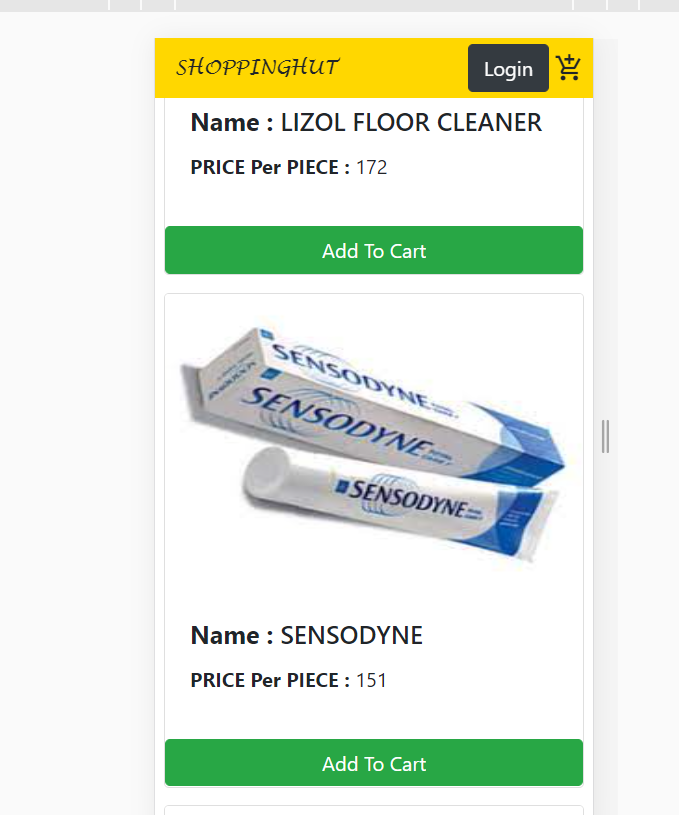 SHOPPINGHUT
Login
Name : LIZOL FLOOR CLEANER
PRICE Per PIECE : 172
Add To Cart
SENSODYNE
SENSODYNE
SENSODYNE
Name : SENSODYNE
PRICE Per PIECE : 151
Add To Cart